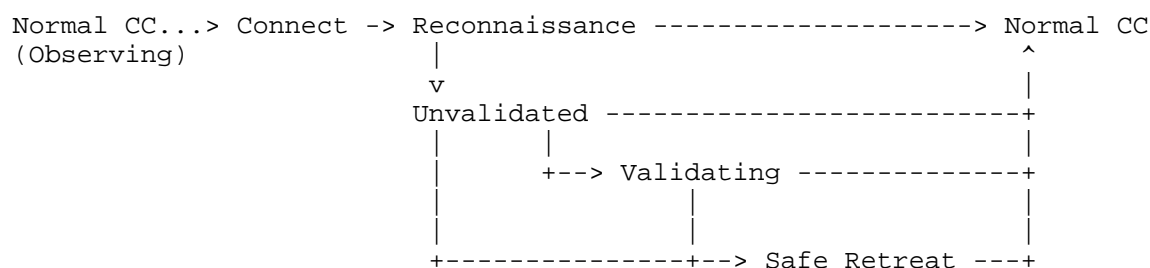 Normal CC...> Connect -> Reconnaissance --------------------> Normal CC
(Observing)                    |                                     ^
                               v                                     |
                          Unvalidated ---------------------------+
                               |      |                              |
                               |      +--> Validating --------------+
                               |               |                     |
                               |               |                     |
                               +---------------+--> Safe Retreat ---+